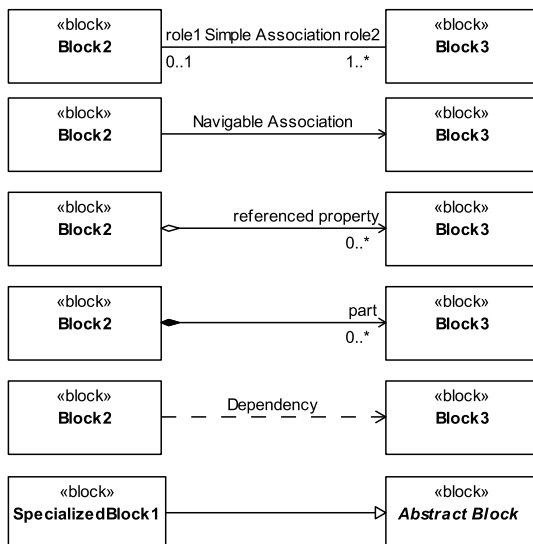 «block»
Block2
role1 Simple Association role2
0..1
1..*
«block»
Block3
«block»
Block2
Navigable Association
«block»
Block3
«block»
Block2
referenced property
0..*
«block»
Block3
«block»
Block2
part
0..*
«block»
Block3
«block»
Block2
Dependency
«block»
Block3
«block»
SpecializedBlock1
«block»
Abstract Block